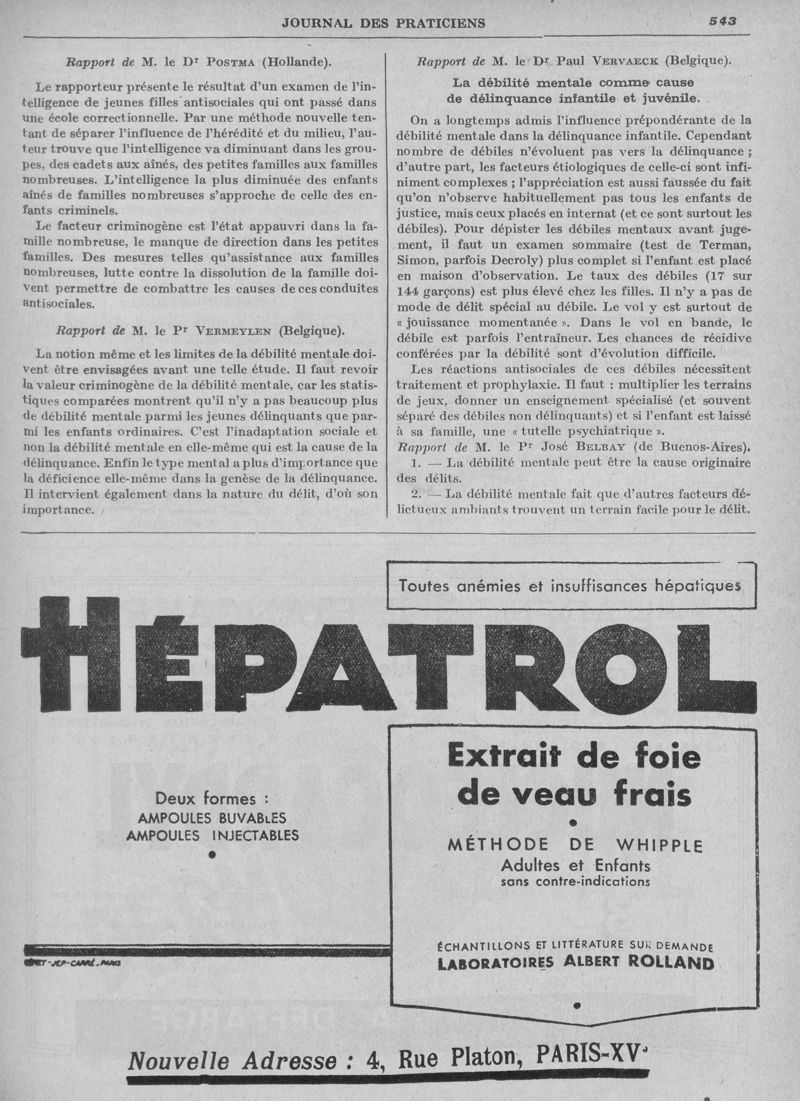 JOURNAL DES PRATICIENS 543
Rapport de M. le Dr POSTMA (Hollande).
Le rapporteur présente le résultat d'un examen de l'in-
telligence de jeunes filles antisociales qui ont passé dans
une école correctionnelle. Par une méthode nouvelle ten-
tant de séparer l'influence de l'hérédité et du milieu, l'au-
teur trouve que l'intelligence va diminuant dans les grou-
pes, des cadets aux aînés, des petites familles aux familles
nombreuses. L'intelligence la plus diminuée des enfants
aînés de familles nombreuses s'approche de celle des en-
fants criminels.
Le facteur criminogène est l'état appauvri dans la fa-
mille nombreuse, le manque de direction dans les petites
familles. Des mesures telles qu'assistance aux familles
nombreuses, lutte contre la dissolution de la famille doi-
vent permettre de combattre les causes de ces conduites
antisociales.
Rapport de M. le Pr VERMEYLEN (Belgique).
La notion même et les limites de la débilité mentale doi-
vent être envisagées avant une telle étude. Il faut revoir
la valeur criminogène de la débilité mentale, car les statis-
tiques comparées montrent qu'il n'y a pas beaucoup plus
de débilité mentale parmi les jeunes délinquants que par-
mi les enfants ordinaires. C'est l'inadaptation sociale et
non la débilité mentale en elle-même qui est la cause de la
délinquance. Enfin le type mental a plus d'importance que
la déficience elle-même dans la genèse de la délinquance.
Il intervient également dans la nature du délit, d'où son
importance.
Rapport de M. le Dr Paul VERVAECK (Belgique).
La débilité mentale comme cause
de délinquance infantile et juvénile.
On a longtemps admis l'influence prépondérante de la
débilité mentale dans la délinquance infantile. Cependant
nombre de débiles n'évoluent pas vers la délinquance ;
d'autre part, les facteurs étiologiques de celle-ci sont infi-
niment complexes ; l'appréciation est aussi faussée du fait
qu'on n'observe habituellement pas tous les enfants de
justice, mais ceux placés en internat (et ce sont surtout les
débiles). Pour dépister les débiles mentaux avant juge-
ment, il faut un examen sommaire (test de Terman,
Simon, parfois Decroly) plus complet si l'enfant est placé
en maison d'observation. Le taux des débiles (17 sur
144 garçons) est plus élevé chez les filles. Il n'y a pas de
mode de délit spécial au débile. Le vol y est surtout de
« jouissance momentanée ». Dans le vol en bande, le
débile est parfois l'entraîneur. Les chances de récidive
conférées par la débilité sont d'évolution difficile.
Les réactions antisociales de ces débiles nécessitent
traitement et prophylaxie. Il faut : multiplier les terrains
de jeux, donner un enseignement spécialisé (et souvent
séparé des débiles non délinquants) et si l'enfant est laissé
à sa famille, une « tutelle psychiatrique ».
Rapport de M. le Pr José BELBAY (de Buenos-Aires).
1. — La débilité mentale peut être la cause originaire
des délits.
2. — La débilité mentale fait que d'autres facteurs dé-
lictueux ambiants trouvent un terrain facile pour le délit.
Toutes anémies et insuffisances hépatiques
HÉPATROL
Deux formes :
AMPOULES BUVABLES
AMPOULES INJECTABLES
Extrait de foie
de veau frais
MÉTHODE DE WHIPPLE
Adultes et Enfants
sans contre-indications
ÉCHANTILLONS ET LITTÉRATURE SUR DEMANDE
LABORATOIRES ALBERT ROLLAND
-JEP-CARRÉ-PARIS
Nouvelle Adresse : 4, Rue Platon, PARIS-XVe